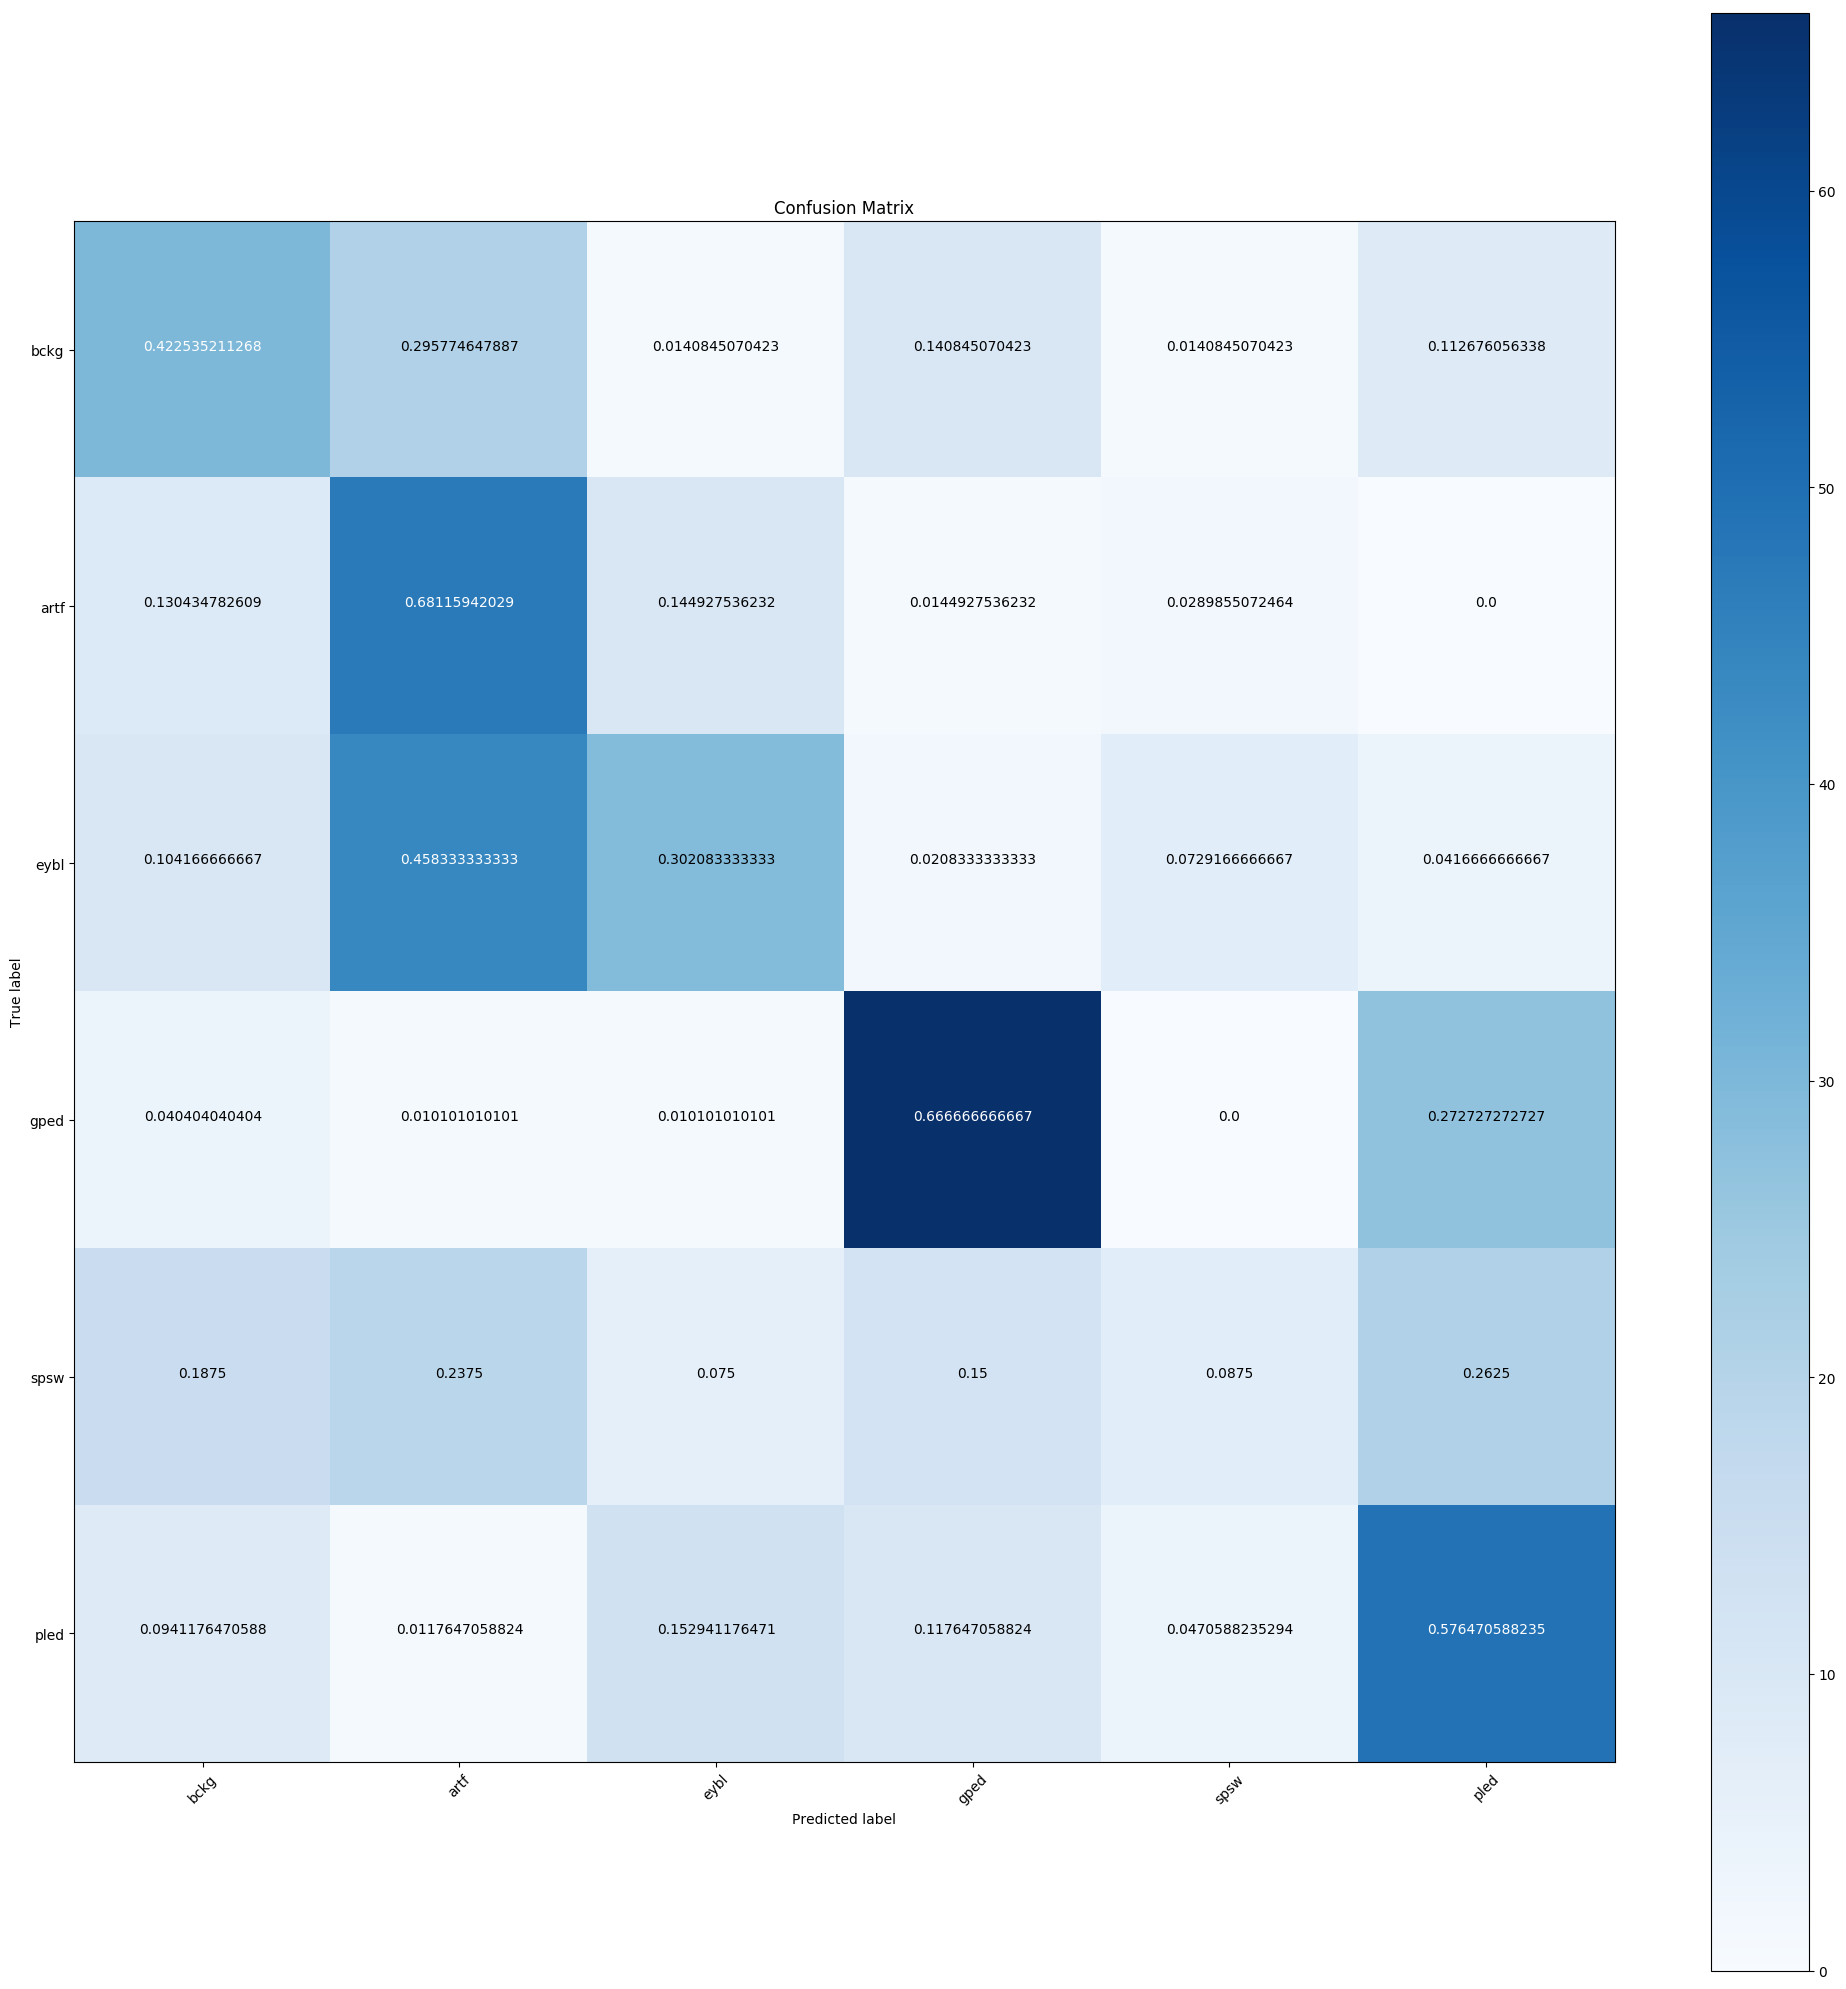 Confusion Matrix
bckg 0.422535211268 0.295774647887 0.0140845070423 0.140845070423 0.0140845070423 0.112676056338
artf 0.130434782609 0.68115942029 0.144927536232 0.0144927536232 0.0289855072464 0.0
eybl 0.104166666667 0.458333333333 0.302083333333 0.0208333333333 0.0729166666667 0.0416666666667
True label
gped 0.040404040404 0.010101010101 0.010101010101 0.666666666667 0.0 0.272727272727
spsw 0.1875 0.2375 0.075 0.15 0.0875 0.2625
pled 0.0941176470588 0.0117647058824 0.152941176471 0.117647058824 0.0470588235294 0.576470588235
bckg artf eybl gped spsw pled
Predicted label
60
50
40
30
20
10
0